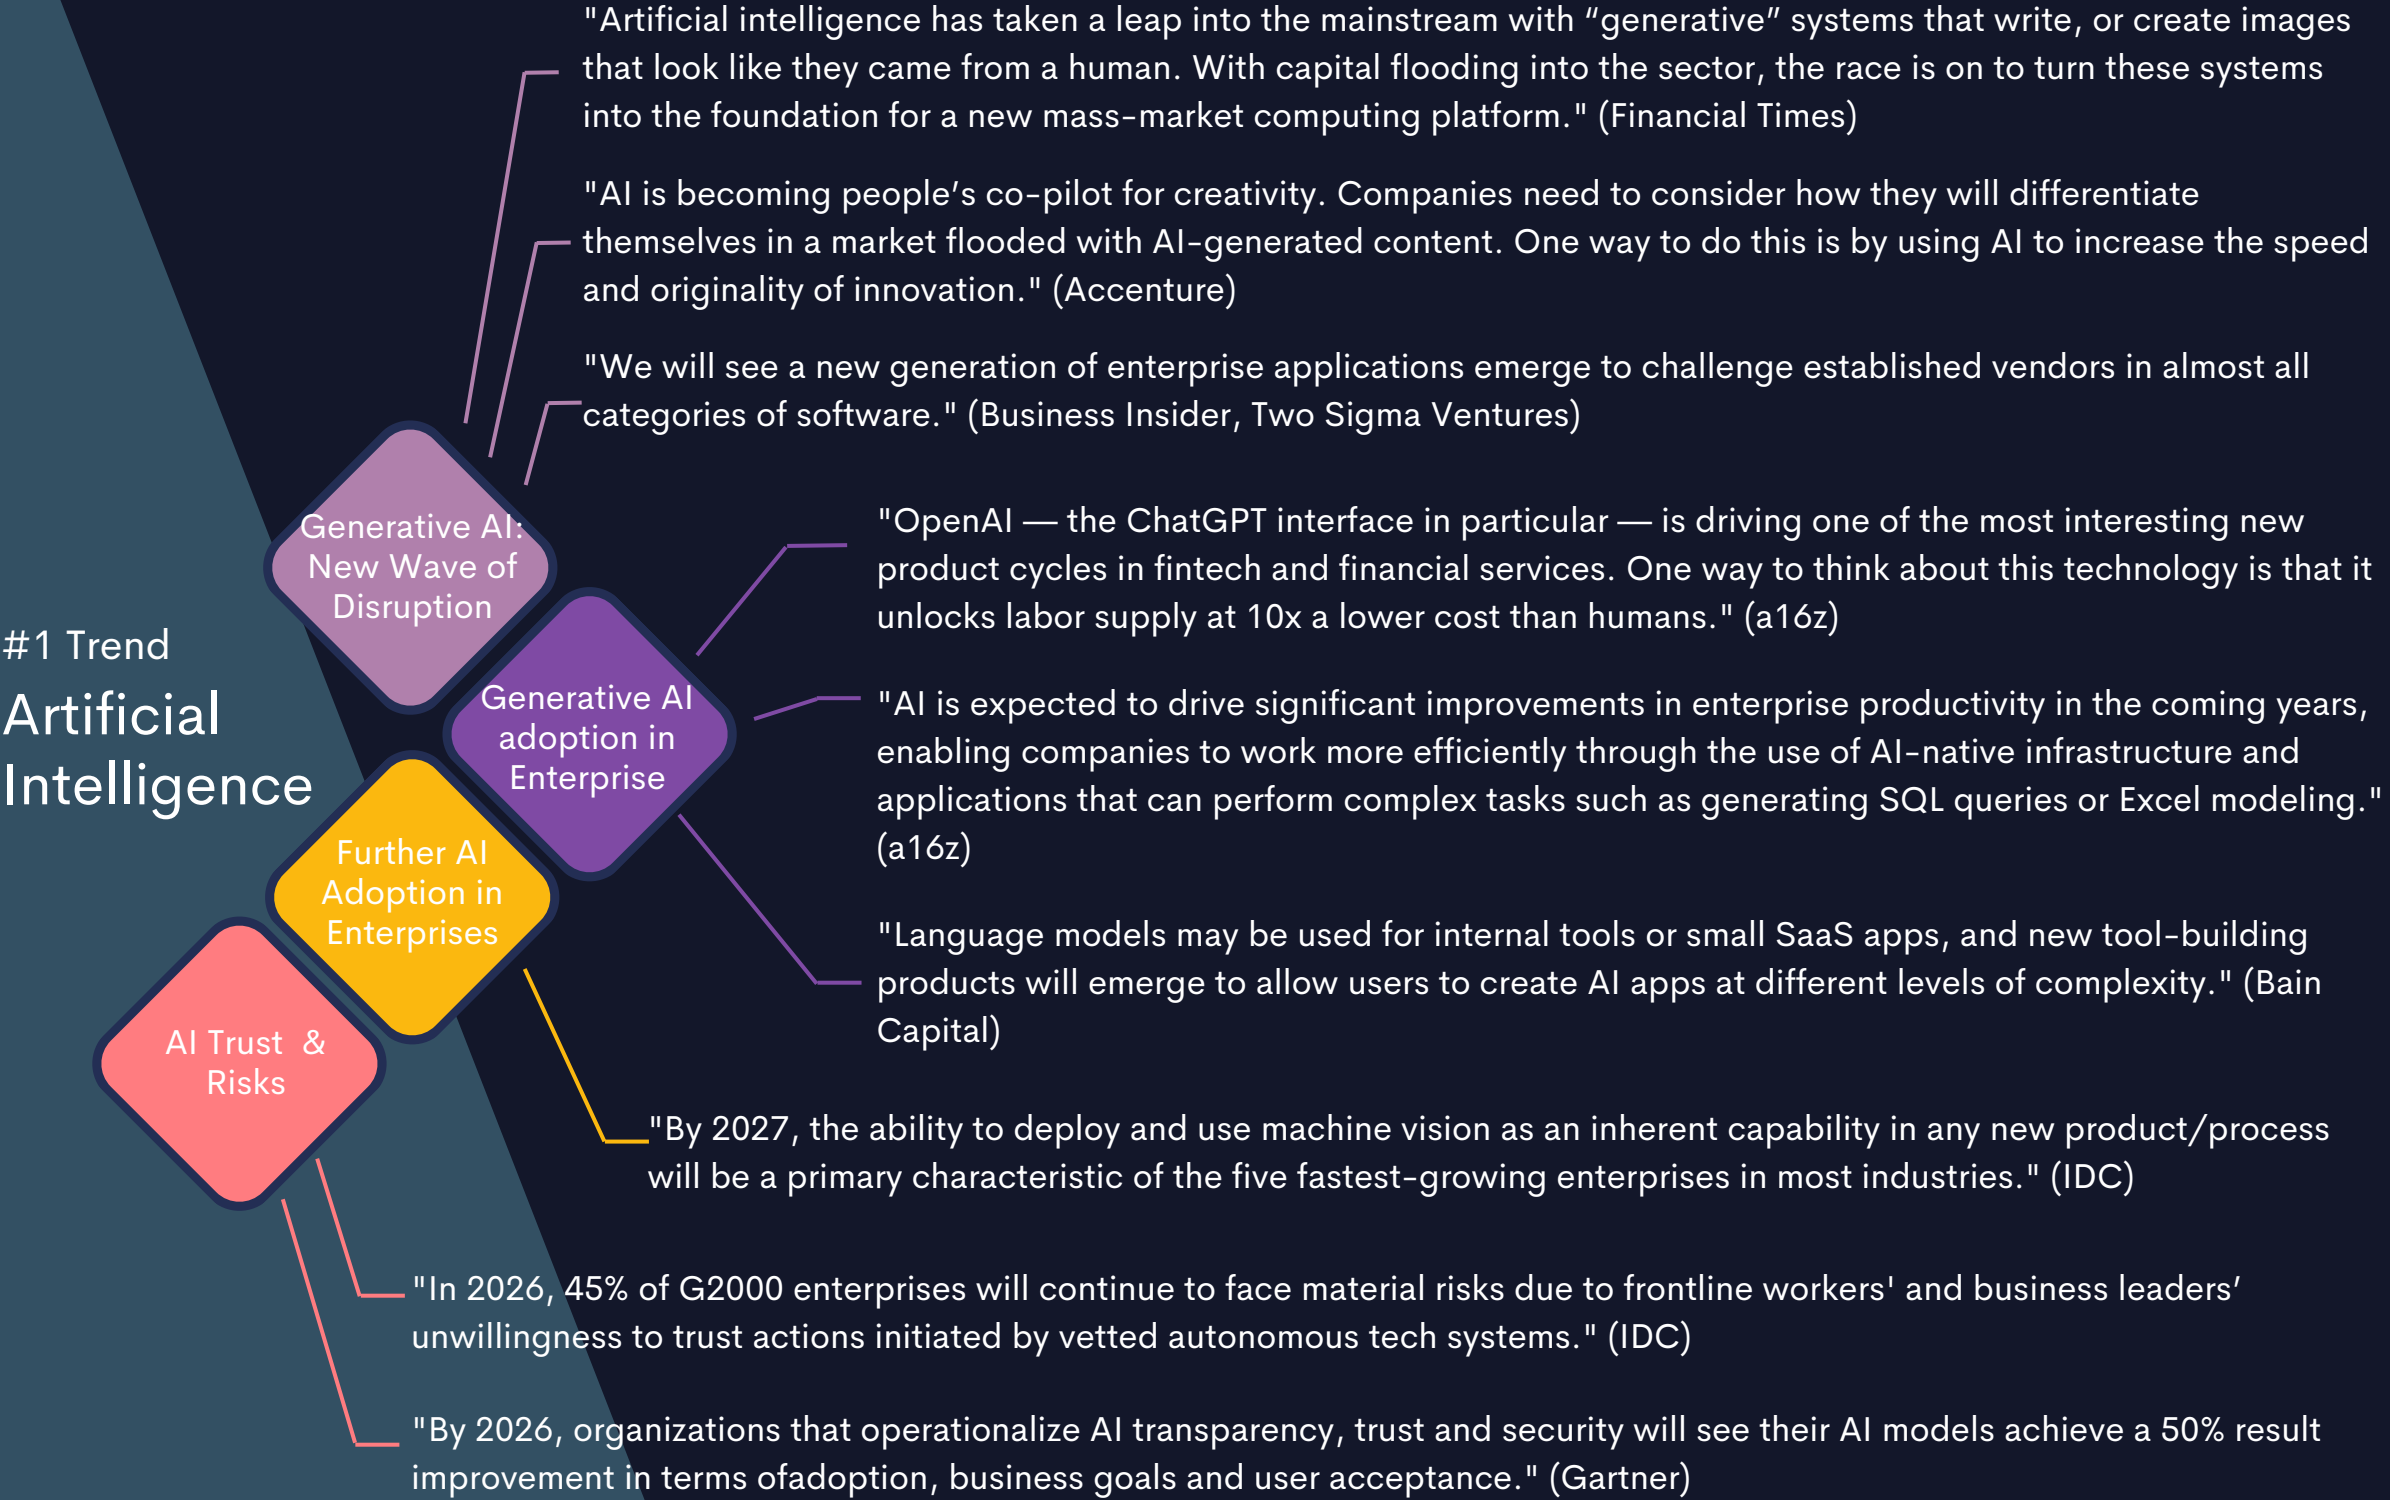 "Artificial intelligence has taken a leap into the mainstream with “generative” systems that write, or create images
that look like they came from a human. With capital flooding into the sector, the race is on to turn these systems
into the foundation for a new mass-market computing platform." (Financial Times)
"AI is becoming people’s co-pilot for creativity. Companies need to consider how they will differentiate
themselves in a market flooded with AI-generated content. One way to do this is by using AI to increase the speed
and originality of innovation." (Accenture)
"We will see a new generation of enterprise applications emerge to challenge established vendors in almost all
categories of software." (Business Insider, Two Sigma Ventures)
Generative AI:
New Wave of
Disruption
"OpenAI — the ChatGPT interface in particular — is driving one of the most interesting new
product cycles in fintech and financial services. One way to think about this technology is that it
unlocks labor supply at 10x a lower cost than humans." (a16z)
#1 Trend
Artificial
Intelligence
Generative AI
adoption in
Enterprise
"AI is expected to drive significant improvements in enterprise productivity in the coming years,
enabling companies to work more efficiently through the use of AI-native infrastructure and
applications that can perform complex tasks such as generating SQL queries or Excel modeling."
(a16z)
Further AI
Adoption in
Enterprises
"Language models may be used for internal tools or small SaaS apps, and new tool-building
products will emerge to allow users to create AI apps at different levels of complexity." (Bain
Capital)
AI Trust  &
Risks
"By 2027, the ability to deploy and use machine vision as an inherent capability in any new product/process
will be a primary characteristic of the five fastest-growing enterprises in most industries." (IDC)
"In 2026, 45% of G2000 enterprises will continue to face material risks due to frontline workers' and business leaders’
unwillingness to trust actions initiated by vetted autonomous tech systems." (IDC)
"By 2026, organizations that operationalize AI transparency, trust and security will see their AI models achieve a 50% result
improvement in terms ofadoption, business goals and user acceptance." (Gartner)